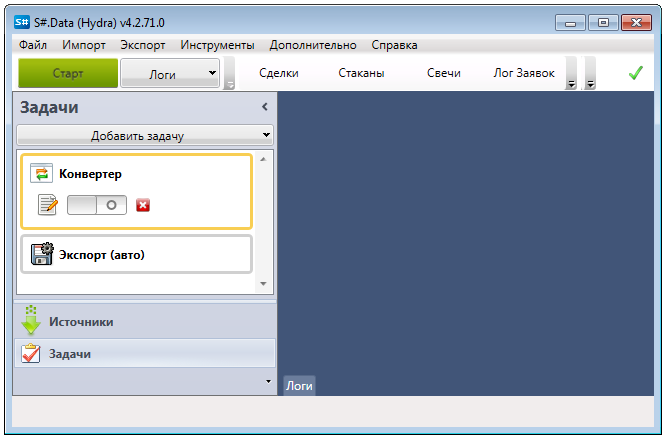 S# S#.Data (Hydra) v4.2.71.0
Файл Импорт Экспорт Инструменты Дополнительно Справка
Старт Логи Сделки Стаканы Свечи Лог Заявок
Задачи
Добавить задачу
Конвертер
Экспорт (авто)
Источники
Задачи
Логи